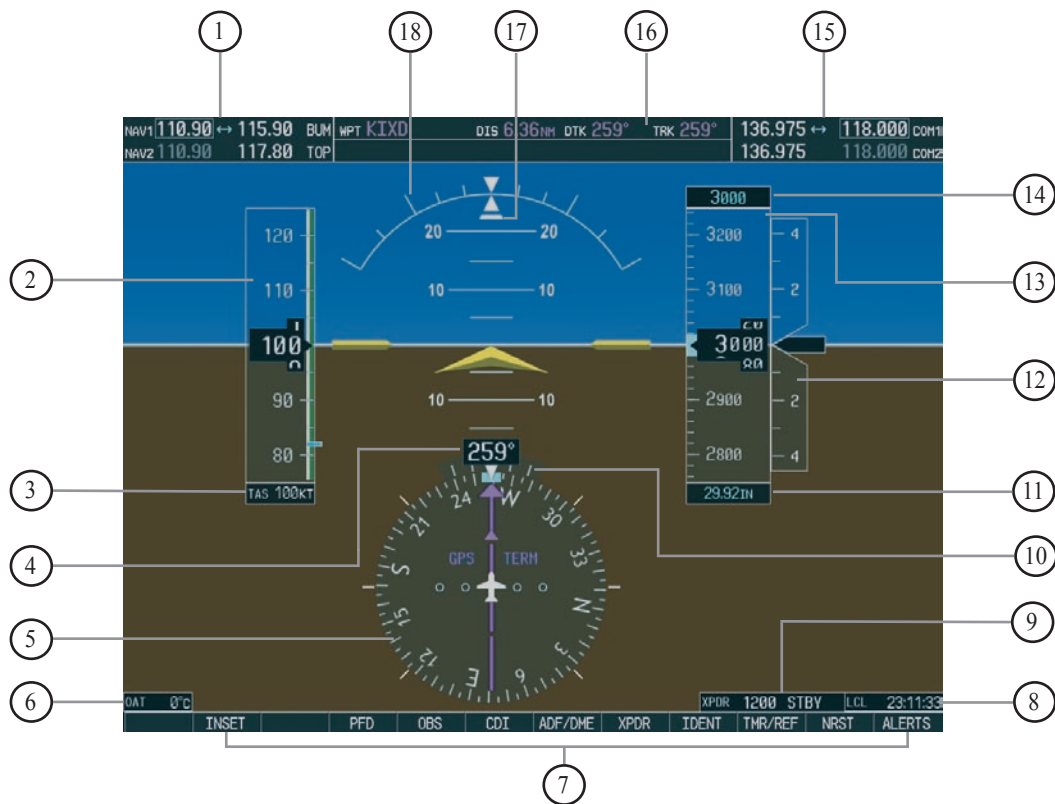 1 18 17 16 15
NAV1 110.90 ↔ 115.90 BUM WPT KIXD DIS 6.36NM DTK 259° TRK 259° 136.975 ↔ 118.000 COM1
NAV2 110.90 117.80 TOP 136.975 118.000 COM2
3000 14
120 20 20 3200 4
2 110 10 10 3100 2 13
100 3000
90 10 10 2900 2 12
80 2800 4
259°
3 TAS 100KT 29.92IN 11
24 W
21 30
4 GPS TERM 33 10
S N
5 15 3 9
12 E 6
6 OAT 0°C XPDR 1200 STBY LCL 23:11:33 8
INSET PFD OBS CDI ADF/DME XPDR IDENT TMR/REF NRST ALERTS
7